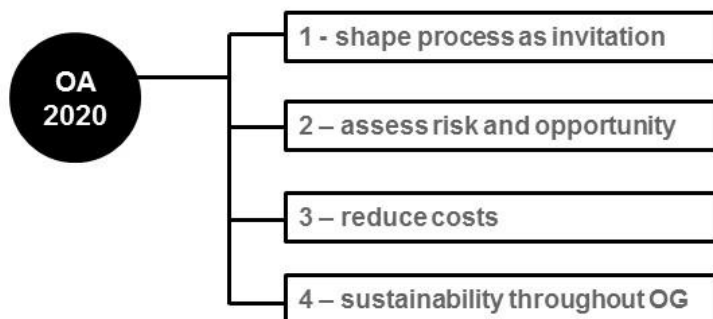 OA
2020
1 - shape process as invitation
2 – assess risk and opportunity
3 – reduce costs
4 – sustainability throughout OG